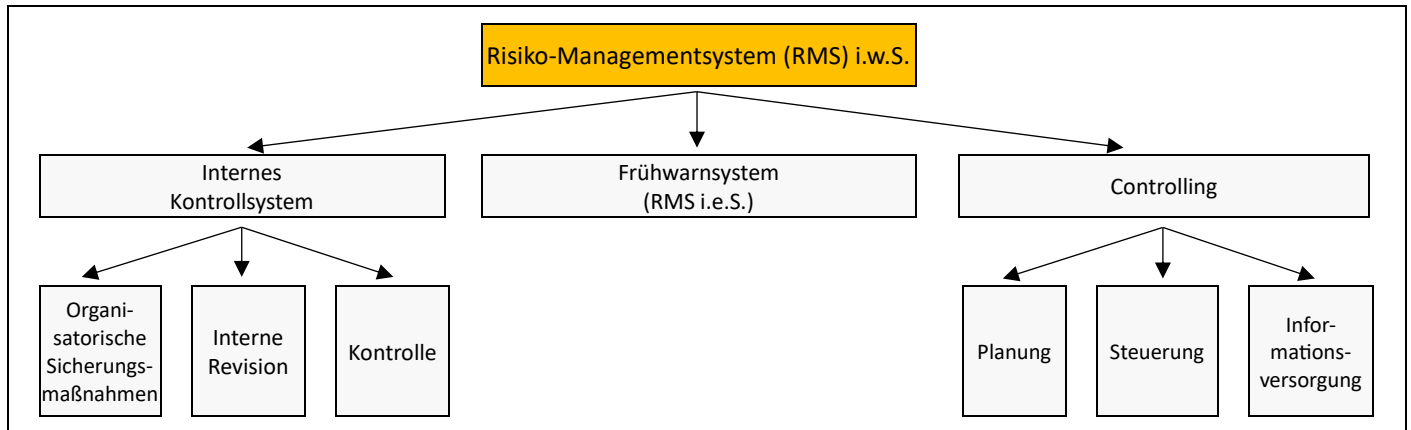 Risiko-Managementsystem (RMS) i.w.S.
Internes
Kontrollsystem
Frühwarnsystem
(RMS i.e.S.)
Controlling
Organi-
satorische
Sicherungs-
maßnahmen
Interne
Revision
Kontrolle
Planung
Steuerung
Infor-
mations-
versorgung